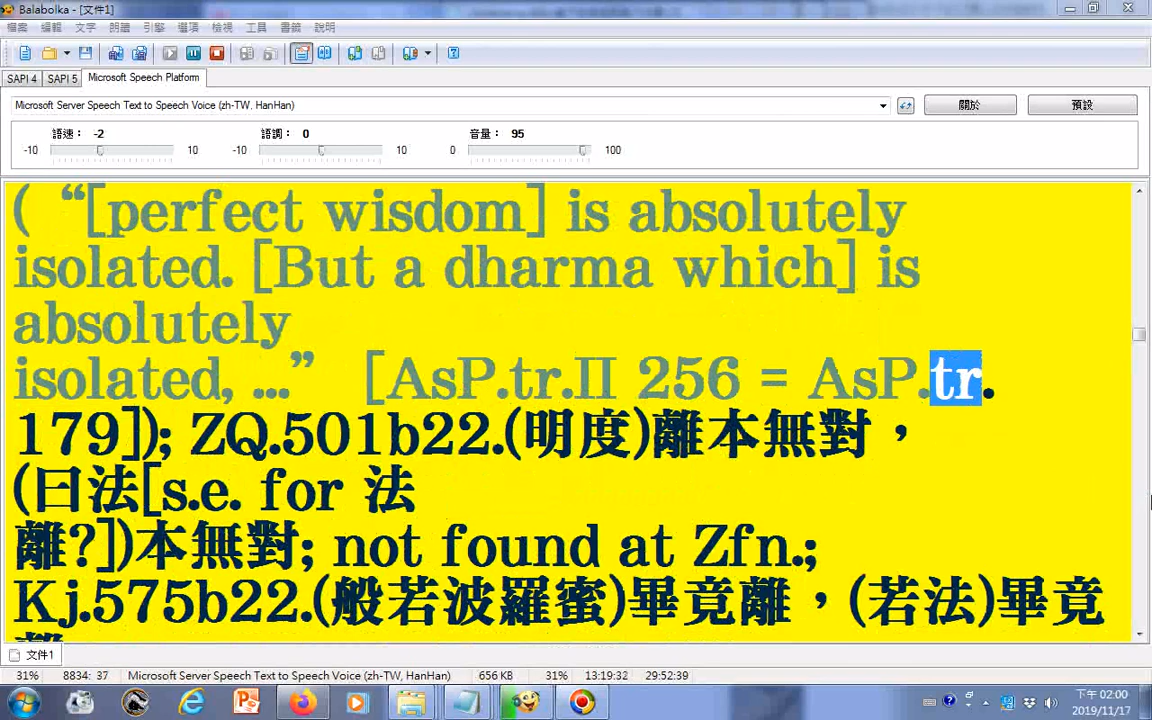 Balabolka - [文件1]
檔案 編輯 文字 朗讀 引擎 選項 檢視 工具 書籤 說明
SAPI 4 SAPI 5 Microsoft Speech Platform
Microsoft Server Speech Text to Speech Voice (zh-TW, HanHan) 關於 預設
語速： -2 語調： 0 音量： 95
-10 10 -10 10 0 100
( “[perfect wisdom] is absolutely
isolated. [But a dharma which] is
absolutely
isolated, ...” [AsP.tr.II 256 = AsP.tr.
179]); ZQ.501b22.(明度)離本無對，
(曰法[s.e. for 法
離?])本無對; not found at Zfn.;
Kj.575b22.(般若波羅蜜)畢竟離，(若法)畢竟
文件1
31% 8834: 37 Microsoft Server Speech Text to Speech Voice (zh-TW, HanHan) 656 KB 31% 13:19:32 29:52:39
下午 02:00
2019/11/17